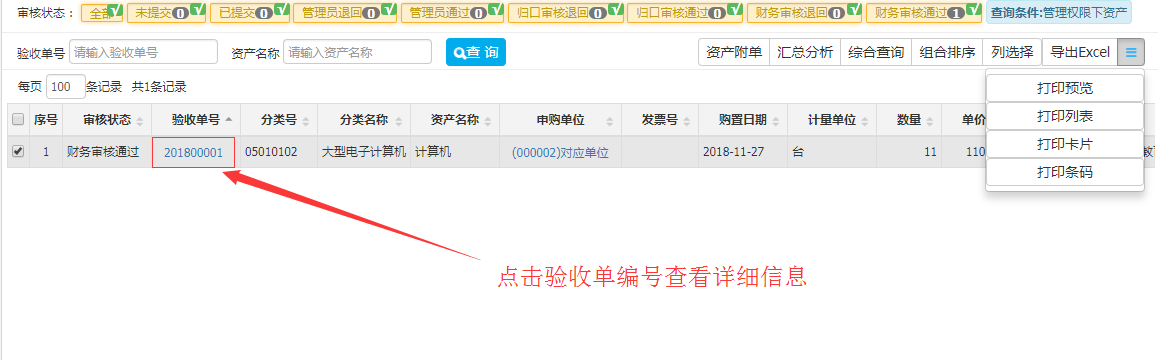 审核状态： 全部 未提交 0 已提交 0 管理员退回 0 管理员通过 0 归口审核退回 0 归口审核通过 0 财务审核退回 0 财务审核通过 1 查询条件:管理权限下资产
验收单号 请输入验收单号 资产名称 请输入资产名称 查 询 资产附单 汇总分析 综合查询 组合排序 列选择 导出Excel
每页 100 条记录 共1条记录
打印预览
打印列表
打印卡片
打印条码
序号 审核状态 验收单号 分类号 分类名称 资产名称 申购单位 发票号 购置日期 计量单位 数量 单价
1 财务审核通过 201800001 05010102 大型电子计算机 计算机 (000002)对应单位 2018-11-27 台 11 110
点击验收单编号查看详细信息